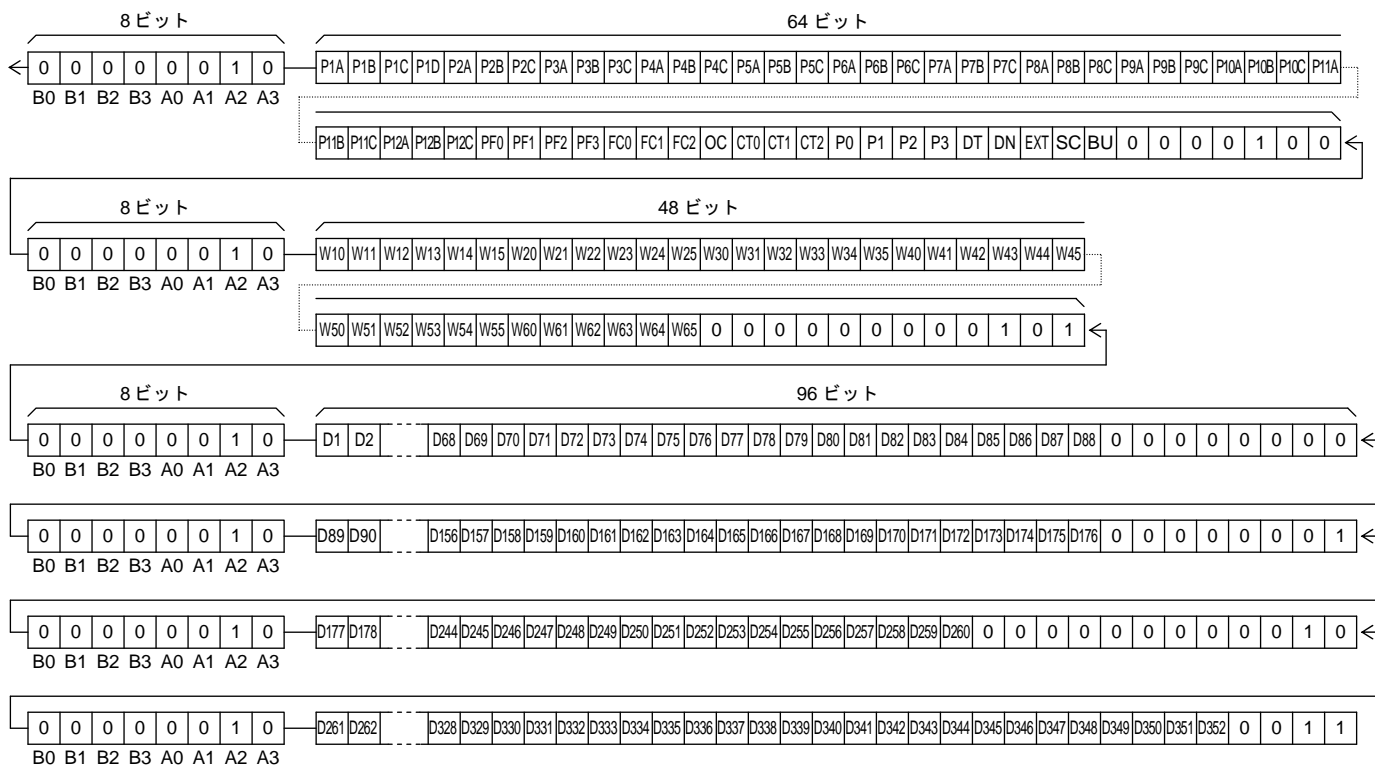 8ビット 64ビット
0 0 0 0 0 0 1 0 P1A P1B P1C P1D P2A P2B P2C P3A P3B P3C P4A P4B P4C P5A P5B P5C P6A P6B P6C P7A P7B P7C P8A P8B P8C P9A P9B P9C P10A P10B P10C P11A
B0 B1 B2 B3 A0 A1 A2 A3
P11B P11C P12A P12B P12C PF0 PF1 PF2 PF3 FC0 FC1 FC2 OC CT0 CT1 CT2 P0 P1 P2 P3 DT DN EXT SC BU 0 0 0 0 1 0 0
8ビット 48ビット
0 0 0 0 0 0 1 0 W10 W11 W12 W13 W14 W15 W20 W21 W22 W23 W24 W25 W30 W31 W32 W33 W34 W35 W40 W41 W42 W43 W44 W45
B0 B1 B2 B3 A0 A1 A2 A3
W50 W51 W52 W53 W54 W55 W60 W61 W62 W63 W64 W65 0 0 0 0 0 0 0 0 0 1 0 1
8ビット 96ビット
0 0 0 0 0 0 1 0 D1 D2 D68 D69 D70 D71 D72 D73 D74 D75 D76 D77 D78 D79 D80 D81 D82 D83 D84 D85 D86 D87 D88 0 0 0 0 0 0 0 0
B0 B1 B2 B3 A0 A1 A2 A3
0 0 0 0 0 0 1 0 D89 D90 D156 D157 D158 D159 D160 D161 D162 D163 D164 D165 D166 D167 D168 D169 D170 D171 D172 D173 D174 D175 D176 0 0 0 0 0 0 0 1
B0 B1 B2 B3 A0 A1 A2 A3
0 0 0 0 0 0 1 0 D177 D178 D244 D245 D246 D247 D248 D249 D250 D251 D252 D253 D254 D255 D256 D257 D258 D259 D260 0 0 0 0 0 0 0 0 0 0 1 0
B0 B1 B2 B3 A0 A1 A2 A3
0 0 0 0 0 0 1 0 D261 D262 D328 D329 D330 D331 D332 D333 D334 D335 D336 D337 D338 D339 D340 D341 D342 D343 D344 D345 D346 D347 D348 D349 D350 D351 D352 0 0 1 1
B0 B1 B2 B3 A0 A1 A2 A3